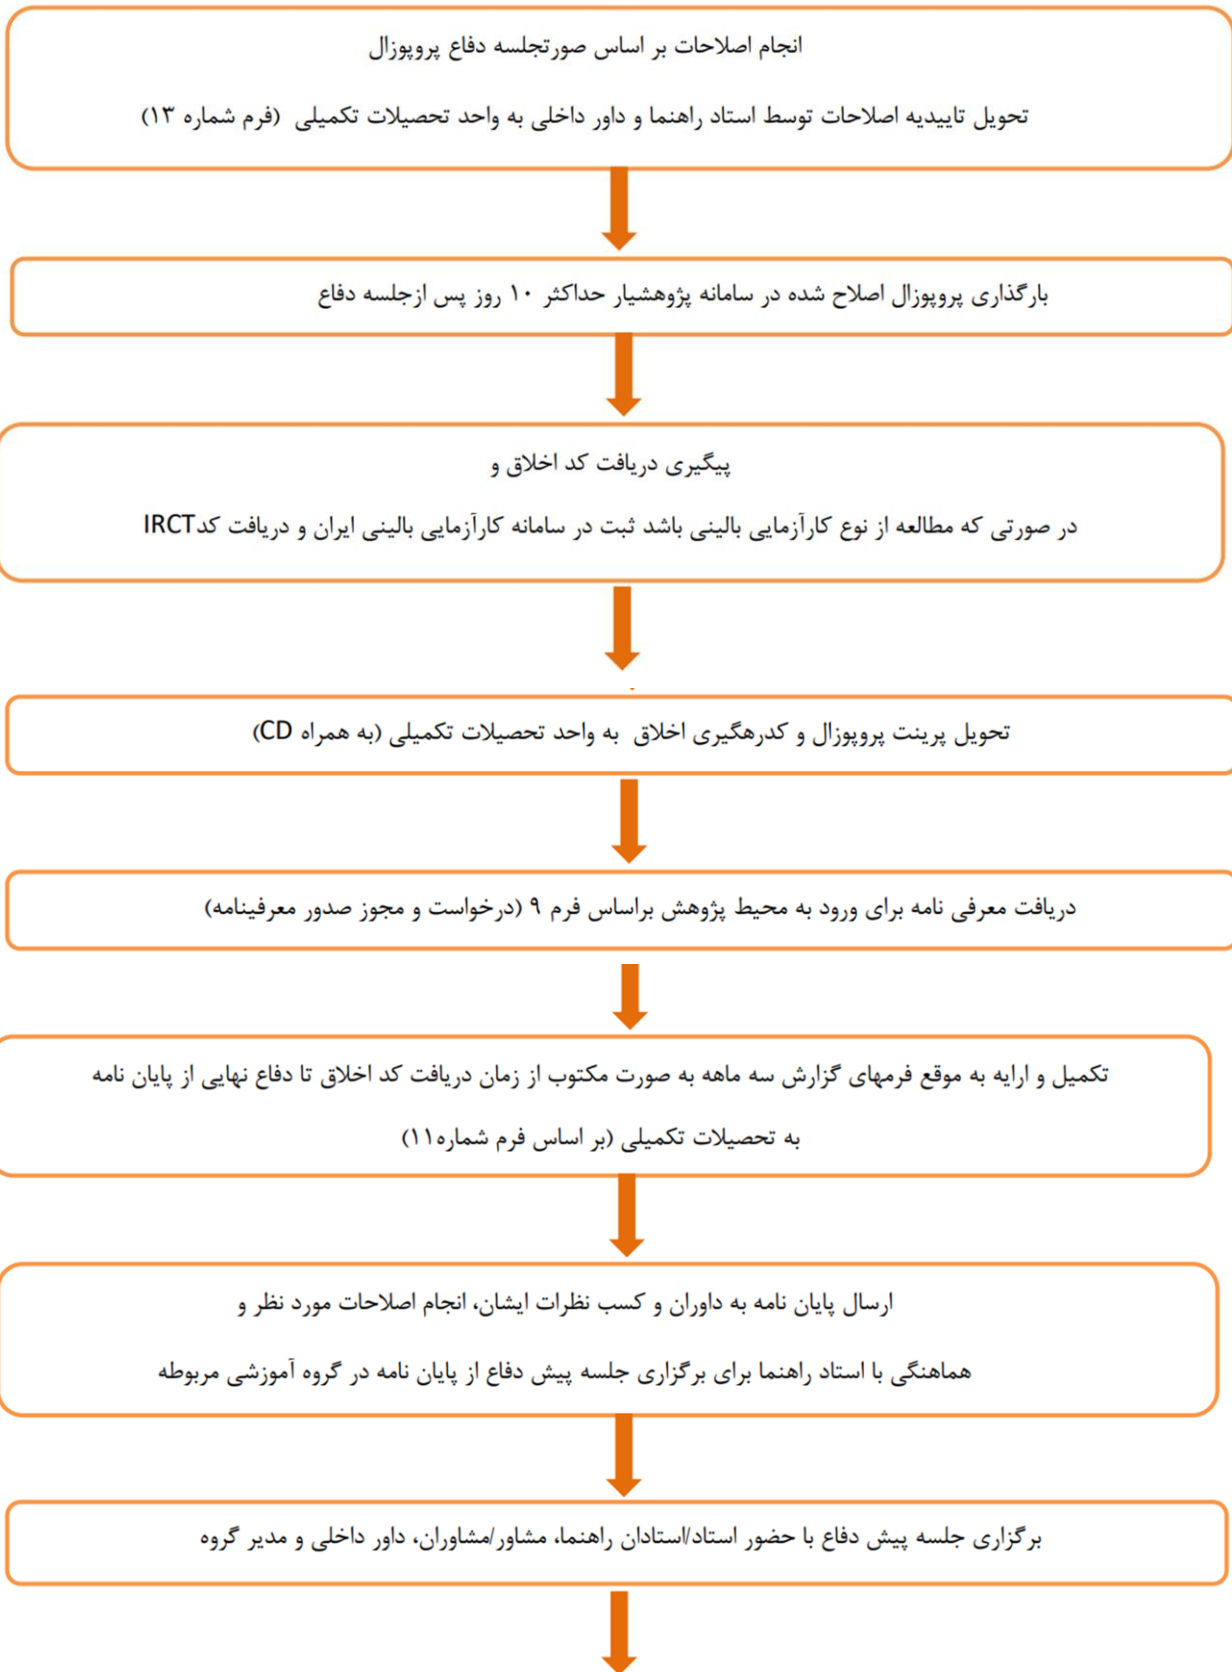 انجام اصلاحات بر اساس صورتجلسه دفاع پروپوزال
تحویل تاییدیه اصلاحات توسط استاد راهنما و داور داخلی به واحد تحصیلات تکمیلی (فرم شماره ۱۳)
بارگذاری پروپوزال اصلاح شده در سامانه پژوهشیار حداکثر ۱۰ روز پس ازجلسه دفاع
پیگیری دریافت کد اخلاق و
در صورتی که مطالعه از نوع کارآزمایی بالینی باشد ثبت در سامانه کارآزمایی بالینی ایران و دریافت کدIRCT
تحویل پرینت پروپوزال و کدرهگیری اخلاق به واحد تحصیلات تکمیلی (به همراه CD)
دریافت معرفی نامه برای ورود به محیط پژوهش براساس فرم ۹ (درخواست و مجوز صدور معرفینامه)
تکمیل و ارایه به موقع فرمهای گزارش سه ماهه به صورت مکتوب از زمان دریافت کد اخلاق تا دفاع نهایی از پایان نامه
به تحصیلات تکمیلی (بر اساس فرم شماره۱۱)
ارسال پایان نامه به داوران و کسب نظرات ایشان، انجام اصلاحات مورد نظر و
هماهنگی با استاد راهنما برای برگزاری جلسه پیش دفاع از پایان نامه در گروه آموزشی مربوطه
برگزاری جلسه پیش دفاع با حضور استاد/استادان راهنما، مشاور/مشاوران، داور داخلی و مدیر گروه